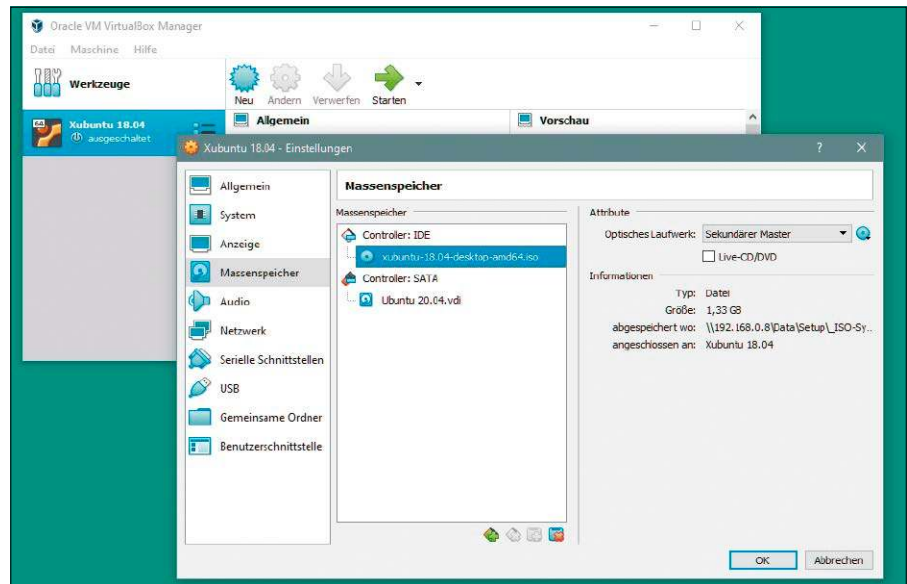 Oracle VM VirtualBox Manager
Datei Maschine Hilfe
Werkzeuge
Neu Ändern Verwerfen Starten
64
Xubuntu 18.04
ausgeschaltet
Allgemein
Vorschau
Xubuntu 18.04 - Einstellungen
? X
Allgemein
System
Anzeige
Massenspeicher
Audio
Netzwerk
Serielle Schnittstellen
USB
Gemeinsame Ordner
Benutzerschnittstelle
Massenspeicher
Massenspeicher
Controller: IDE
xubuntu-18.04-desktop-amd64.iso
Controller: SATA
Ubuntu 20.04.vdi
Attribute
Optisches Laufwerk: Sekundärer Master
Live-CD/DVD
Informationen
Typ: Datei
Größe: 1,33 GB
abgespeichert wo: \\192.168.0.8\Data\Setup\_ISO-Sy...
angeschlossen an: Xubuntu 18.04
OK Abbrechen